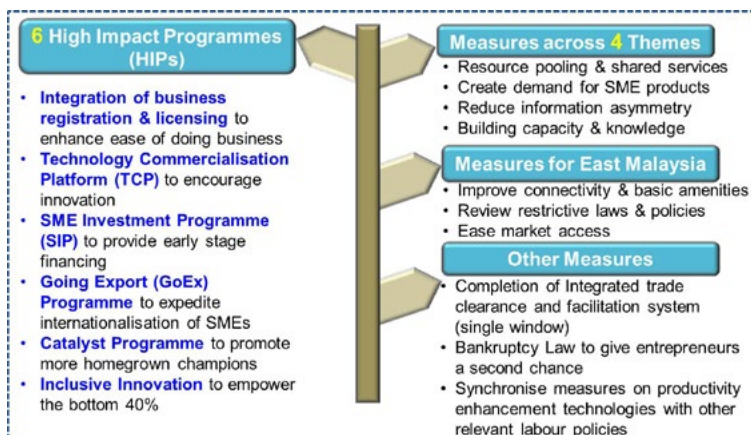 6 High Impact Programmes
(HIPs)
• Integration of business
registration & licensing to
enhance ease of doing business
• Technology Commercialisation
Platform (TCP) to encourage
innovation
• SME Investment Programme
(SIP) to provide early stage
financing
• Going Export (GoEx)
Programme to expedite
internationalisation of SMEs
• Catalyst Programme to promote
more homegrown champions
• Inclusive Innovation to empower
the bottom 40%
Measures across 4 Themes
• Resource pooling & shared services
• Create demand for SME products
• Reduce information asymmetry
• Building capacity & knowledge
Measures for East Malaysia
• Improve connectivity & basic amenities
• Review restrictive laws & policies
• Ease market access
Other Measures
• Completion of Integrated trade
clearance and facilitation system
(single window)
• Bankruptcy Law to give entrepreneurs
a second chance
• Synchronise measures on productivity
enhancement technologies with other
relevant labour policies